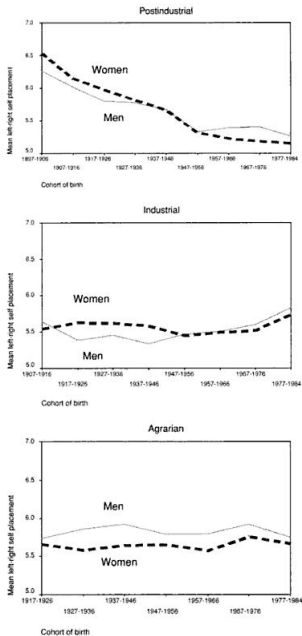 Postindustrial
7.0
6.5
6.0
5.5
5.0
Mean left-right self placement
Women
Men
1907-1916
1917-1926
1927-1936
1937-1946
1947-1956
1957-1966
1967-1976
1977-1984
Cohort of birth
Industrial
7.0
6.5
6.0
5.5
5.0
Mean left-right self placement
Women
Men
1907-1916
1917-1926
1927-1936
1937-1946
1947-1956
1957-1966
1967-1976
1977-1984
Cohort of birth
Agrarian
7.0
6.5
6.0
5.5
5.0
Mean left-right self placement
Men
Women
1917-1926
1927-1936
1937-1946
1947-1956
1957-1966
1967-1976
1977-1984
Cohort of birth